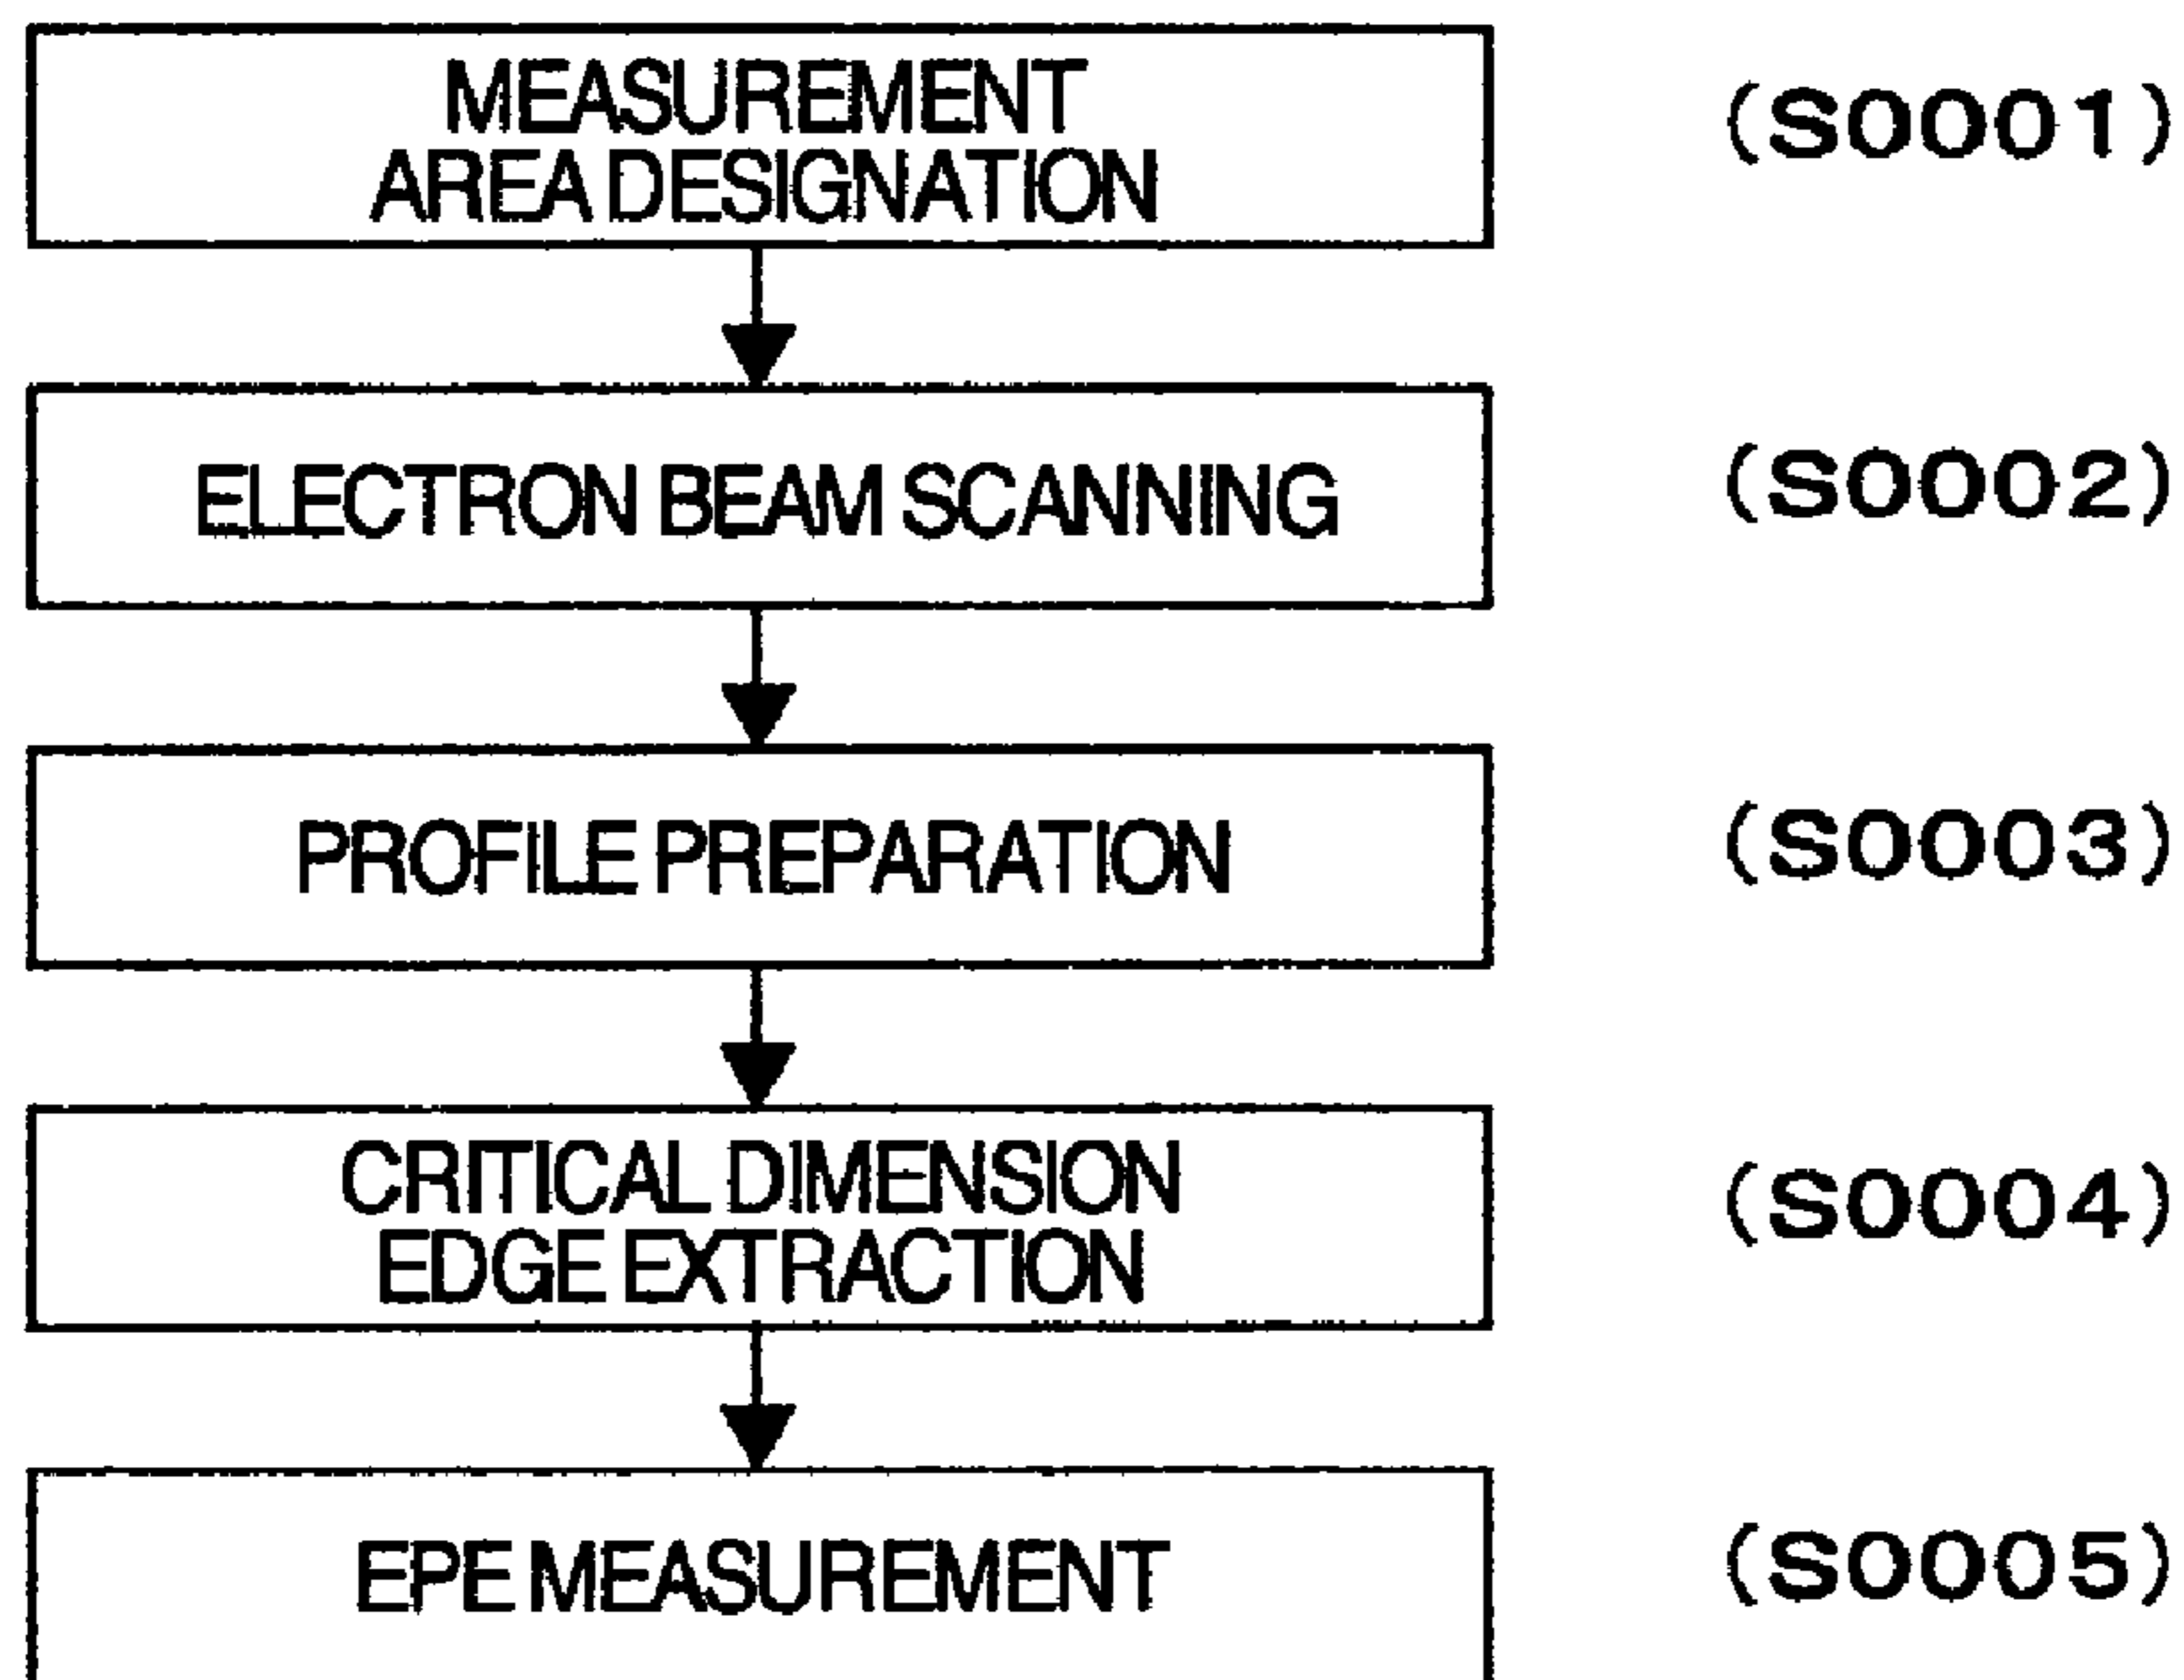 MEASUREMENT
AREA DESIGNATION
(S0001)
ELECTRON BEAM SCANNING
(S0002)
PROFILE PREPARATION
(S0003)
CRITICAL DIMENSION
EDGE EXTRACTION
(S0004)
EPE MEASUREMENT
(S0005)